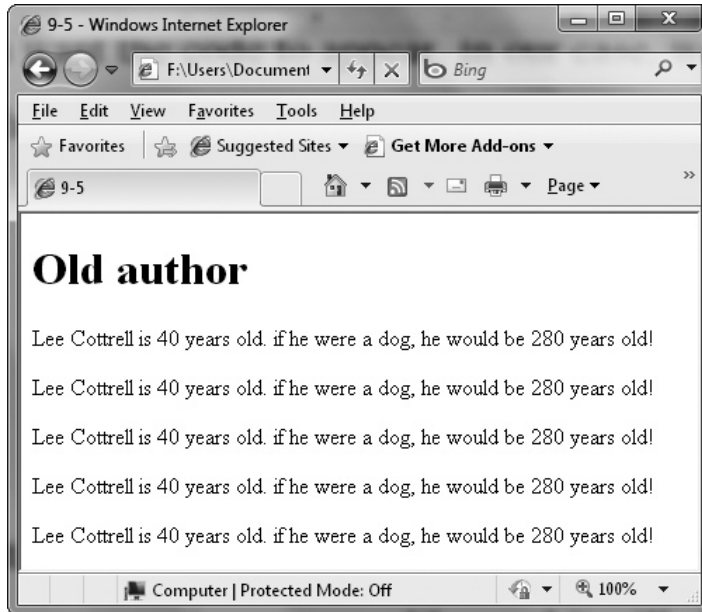 9-5 - Windows Internet Explorer
F:\Users\Document
Bing
File Edit View Favorites Tools Help
Favorites Suggested Sites Get More Add-ons
9-5 Page »
Old author
Lee Cottrell is 40 years old. if he were a dog, he would be 280 years old!
Lee Cottrell is 40 years old. if he were a dog, he would be 280 years old!
Lee Cottrell is 40 years old. if he were a dog, he would be 280 years old!
Lee Cottrell is 40 years old. if he were a dog, he would be 280 years old!
Lee Cottrell is 40 years old. if he were a dog, he would be 280 years old!
Computer | Protected Mode: Off 100%